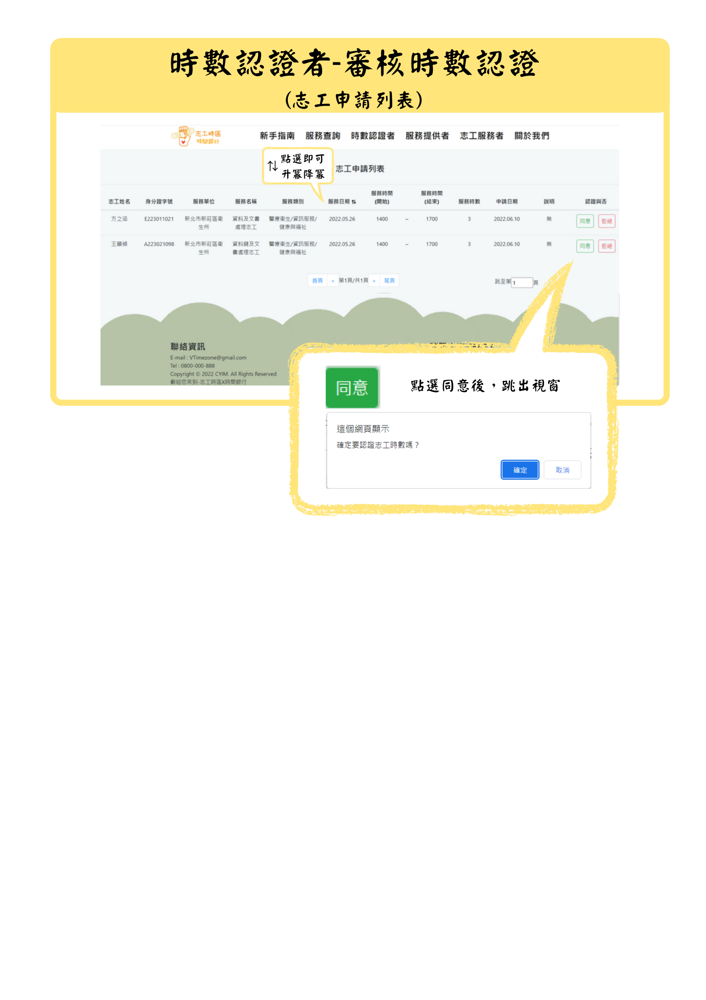 時數認證者-審核時數認證
(志工申請列表)
志工時區
時間銀行
新手指南 服務查詢 時數認證者 服務提供者 志工服務者 關於我們
↑↓ 點選即可
升冪降冪
志工申請列表
志工姓名 身分證字號 服務單位 服務名稱 服務類別 服務日期 ⇅ 服務時間 (開始) 服務時間 (結束) 服務時數 申請日期 說明 認證與否
方之涵 E223011021 新北市新莊區衛 資料及文書 醫療衛生/資訊服務/ 2022.05.26 1400 ~ 1700 3 2022.06.10 無 同意 拒絕
生所 處理志工 健康與福祉
王韻禎 A223021098 新北市新莊區衛 資料鍵及文 醫療衛生/資訊服務/ 2022.05.26 1400 ~ 1700 3 2022.06.10 無 同意 拒絕
生所 書處理志工 健康與福祉
首頁 « 第1頁/共1頁 » 尾頁 跳至第 1 頁
聯絡資訊
E-mail : VTimezone@gmail.com
Tel : 0800-000-888
Copyright © 2022 CYIM. All Rights Reserved
歡迎您來到-志工時區X時間銀行
同意 點選同意後，跳出視窗
這個網頁顯示
確定要認證志工時數嗎？
確定 取消